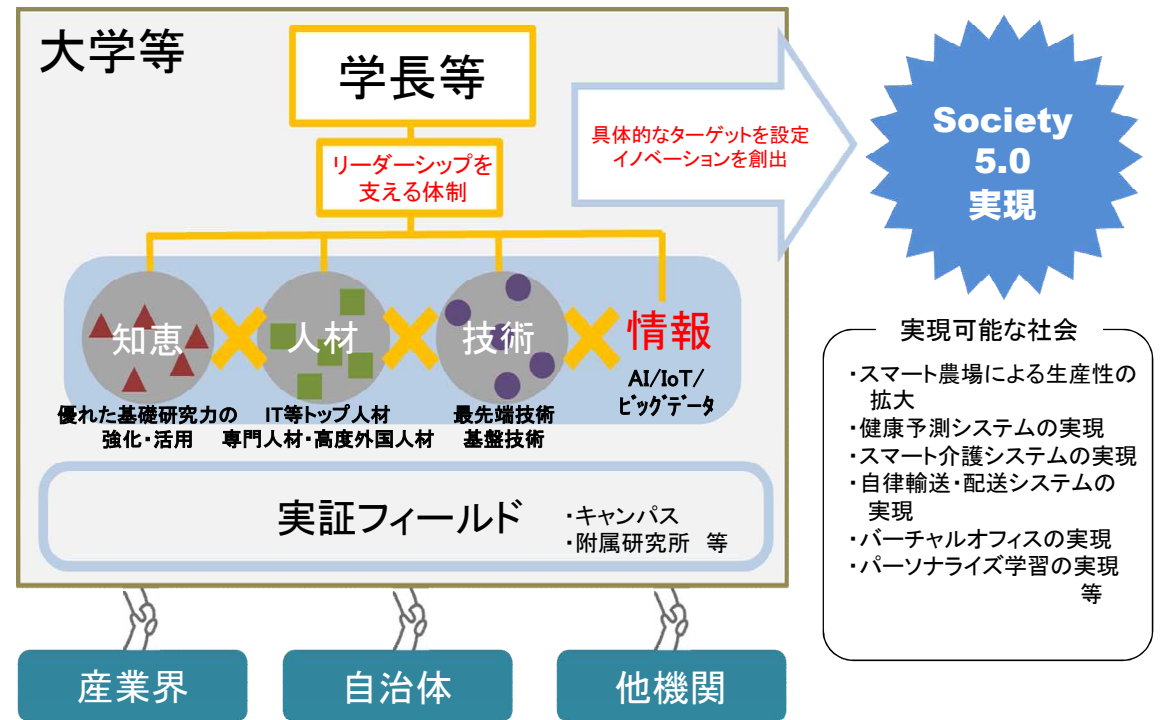 大学等
学長等
リーダーシップを
支える体制
具体的なターゲットを設定
イノベーションを創出
Society
5.0
実現
知恵
人材
技術
情報
AI/IoT/
ﾋﾞｯｸﾞﾃﾞｰﾀ
優れた基礎研究力の
強化・活用
IT等トップ人材
専門人材・高度外国人材
最先端技術
基盤技術
実証フィールド
・キャンパス
・附属研究所　等
産業界
自治体
他機関
実現可能な社会
・スマート農場による生産性の
拡大
・健康予測システムの実現
・スマート介護システムの実現
・自律輸送・配送システムの
実現
・バーチャルオフィスの実現
・パーソナライズ学習の実現
等